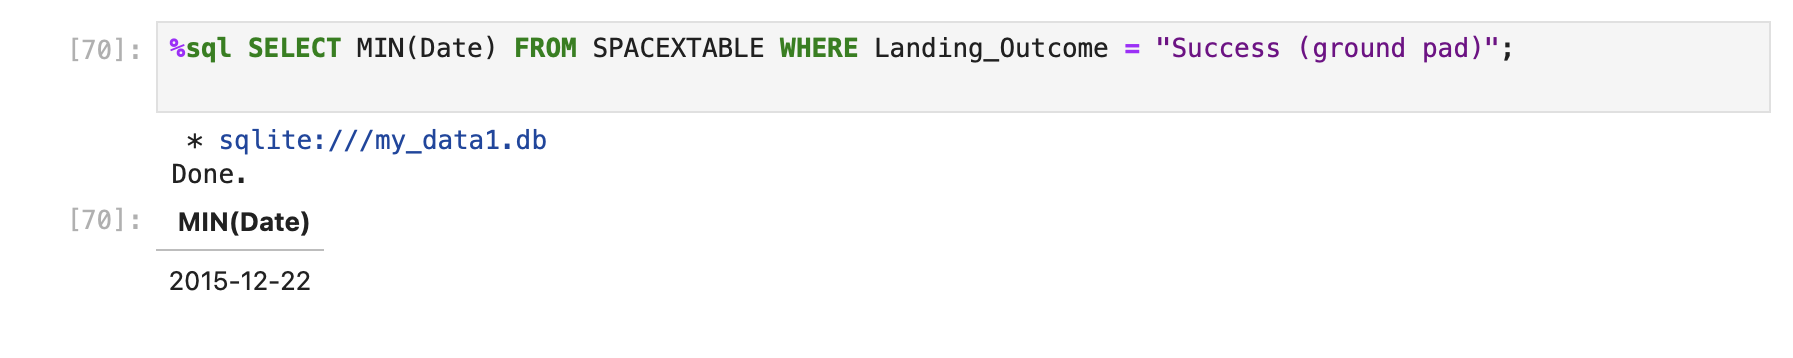 [70]: %sql SELECT MIN(Date) FROM SPACEXTABLE WHERE Landing_Outcome = "Success (ground pad)";
* sqlite:///my_data1.db
Done.
[70]: MIN(Date)
2015-12-22